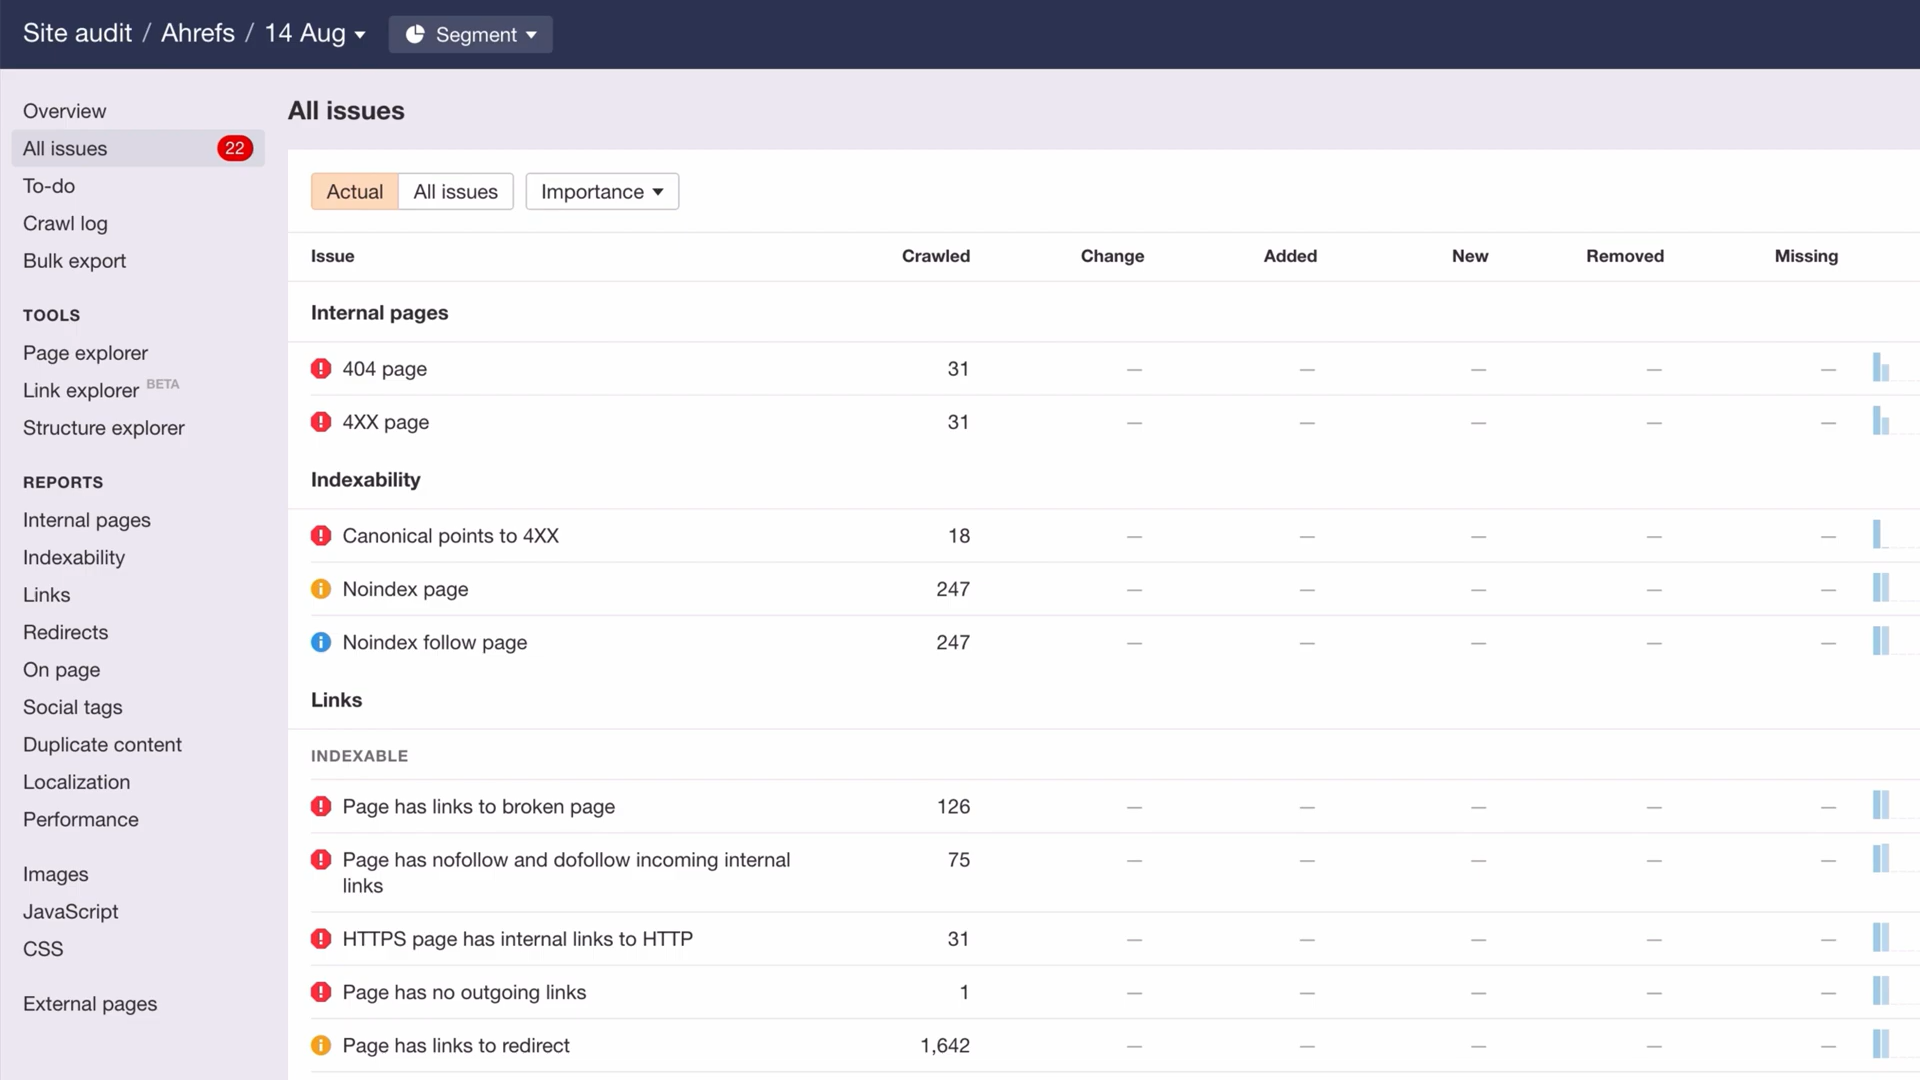 Site audit / Ahrefs / 14 Aug
Segment
Overview
All issues 22
To-do
Crawl log
Bulk export
TOOLS
Page explorer
Link explorer BETA
Structure explorer
REPORTS
Internal pages
Indexability
Links
Redirects
On page
Social tags
Duplicate content
Localization
Performance
Images
JavaScript
CSS
External pages
All issues
Actual All issues Importance
Issue Crawled Change Added New Removed Missing
Internal pages
404 page 31 — — — — —
4XX page 31 — — — — —
Indexability
Canonical points to 4XX 18 — — — — —
Noindex page 247 — — — — —
Noindex follow page 247 — — — — —
Links
INDEXABLE
Page has links to broken page 126 — — — — —
Page has nofollow and dofollow incoming internal 75 — — — — —
links
HTTPS page has internal links to HTTP 31 — — — — —
Page has no outgoing links 1 — — — — —
Page has links to redirect 1,642 — — — — —